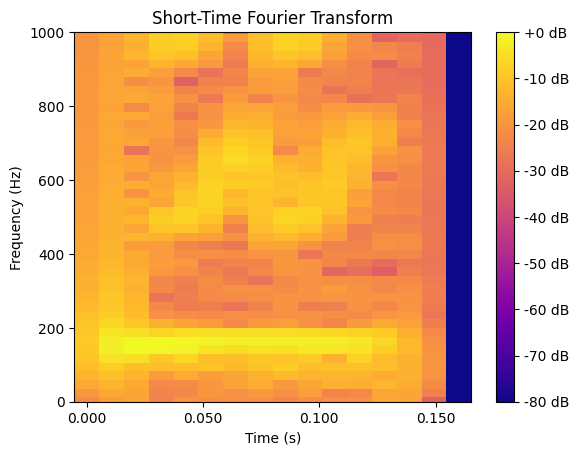 Short-Time Fourier Transform
1000
800
600
400
200
0
Frequency (Hz)
0.000
0.050
0.100
0.150
Time (s)
+0 dB
-10 dB
-20 dB
-30 dB
-40 dB
-50 dB
-60 dB
-70 dB
-80 dB